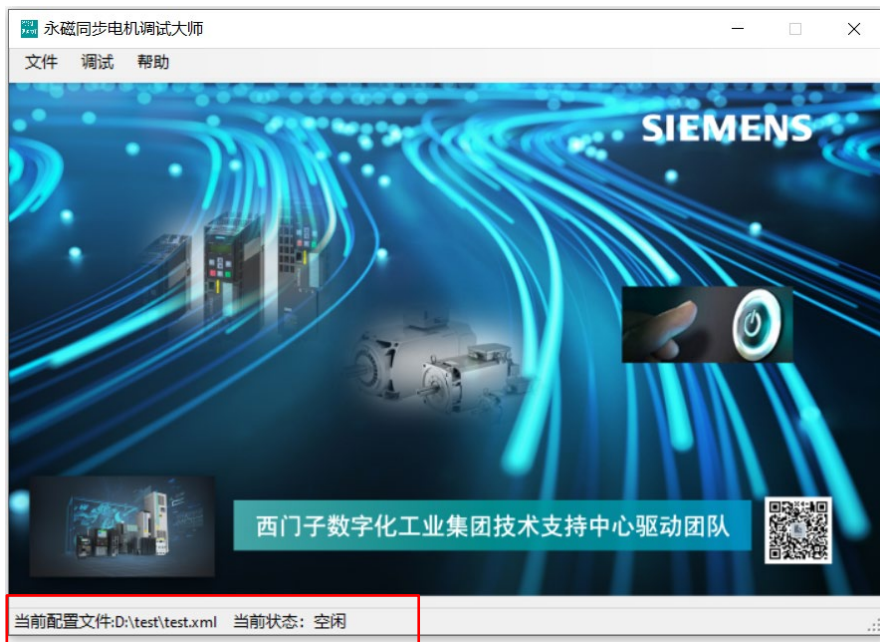 永磁同步电机调试大师
文件 调试 帮助
SIEMENS
西门子数字化工业集团技术支持中心驱动团队
当前配置文件:D:\test\test.xml 当前状态：空闲